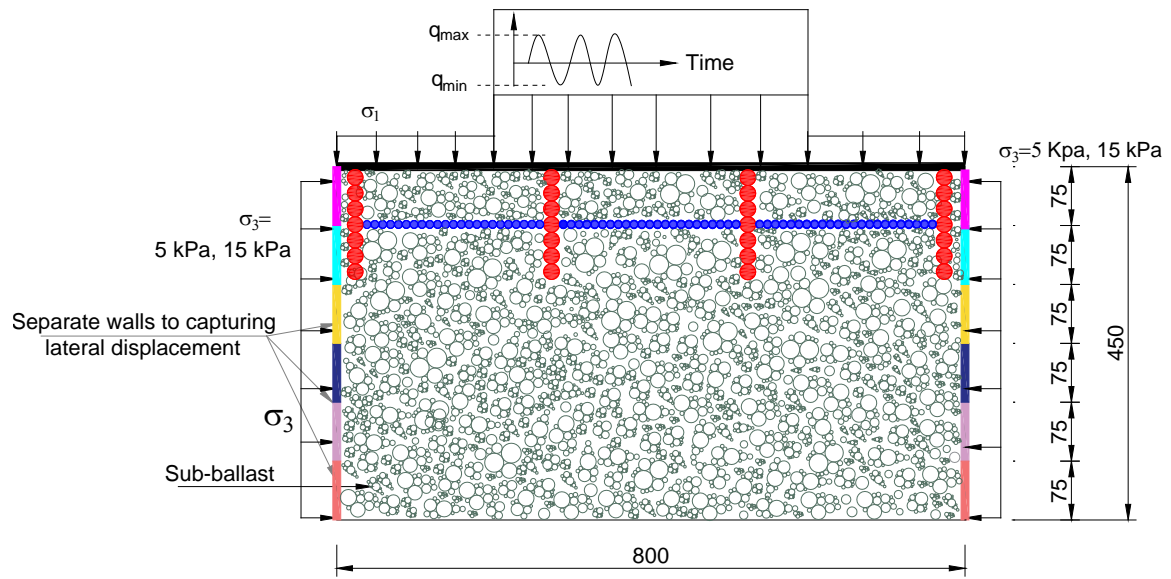 qmax
qmin
Time
σ1
σ3=5 Kpa, 15 kPa
σ3=
5 kPa, 15 kPa
Separate walls to capturing
lateral displacement
σ3
Sub-ballast
75
75
75
75
75
75
450
800